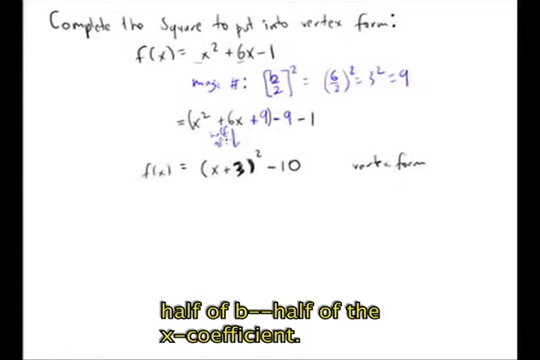 Complete the Square to put into vertex form:
f(x) = x² + 6x - 1
magic #: [b/2]² = (6/2)² = 3² = 9
= (x² + 6x + 9) - 9 - 1
half
f(x) = (x + 3)² - 10 vertex form
half of b--half of the
x-coefficient.